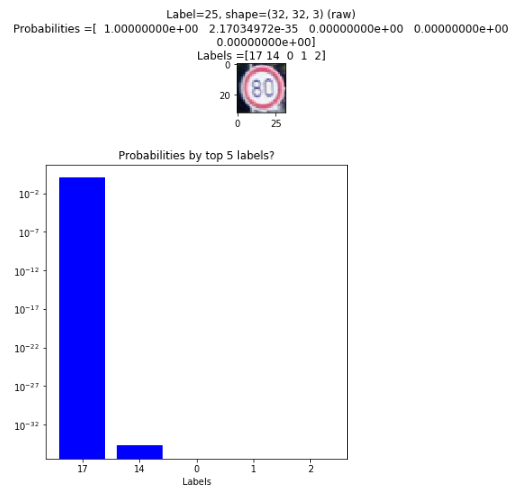 Label=25, shape=(32, 32, 3) (raw)
Probabilities =[  1.00000000e+00   2.17034972e-35   0.00000000e+00   0.00000000e+00
0.00000000e+00]
Labels =[17 14  0  1  2]
0
20
80
0 25
Probabilities by top 5 labels?
10^-2
10^-7
10^-12
10^-17
10^-22
10^-27
10^-32
17 14 0 1 2
Labels